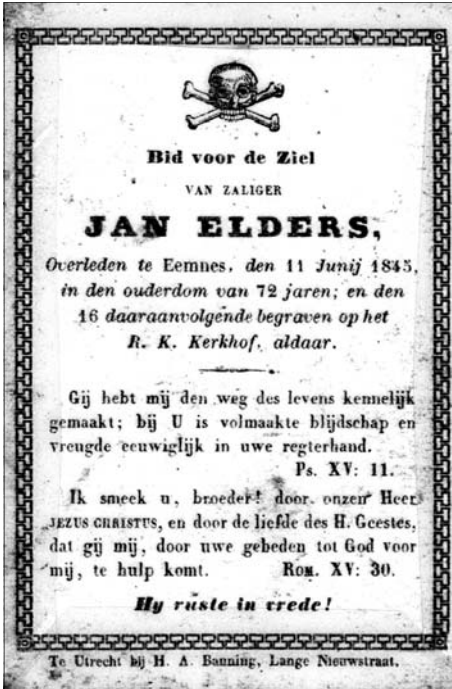 Bid voor de Ziel
VAN ZALIGER
JAN ELDERS,
Overleden te Eemnes, den 11 Junij 1845,
in den ouderdom van 72 jaren; en den
16 daaraanvolgende begraven op het
R. K. Kerkhof, aldaar.
Gij hebt mij den weg des levens kennelijk
gemaakt; bij U is volmaakte blijdschap en
vreugde eeuwiglijk in uwe regterhand.
Ps. XV: 11.
Ik smeek u, broeder! door onzen Heer
JEZUS CHRISTUS, en door de liefde des H. Geestes,
dat gij mij, door uwe gebeden tot God voor
mij, te hulp komt. ROM. XV: 30.
Hy ruste in vrede!
Te Utrecht bij H. A. Banning, Lange Nieuwstraat.